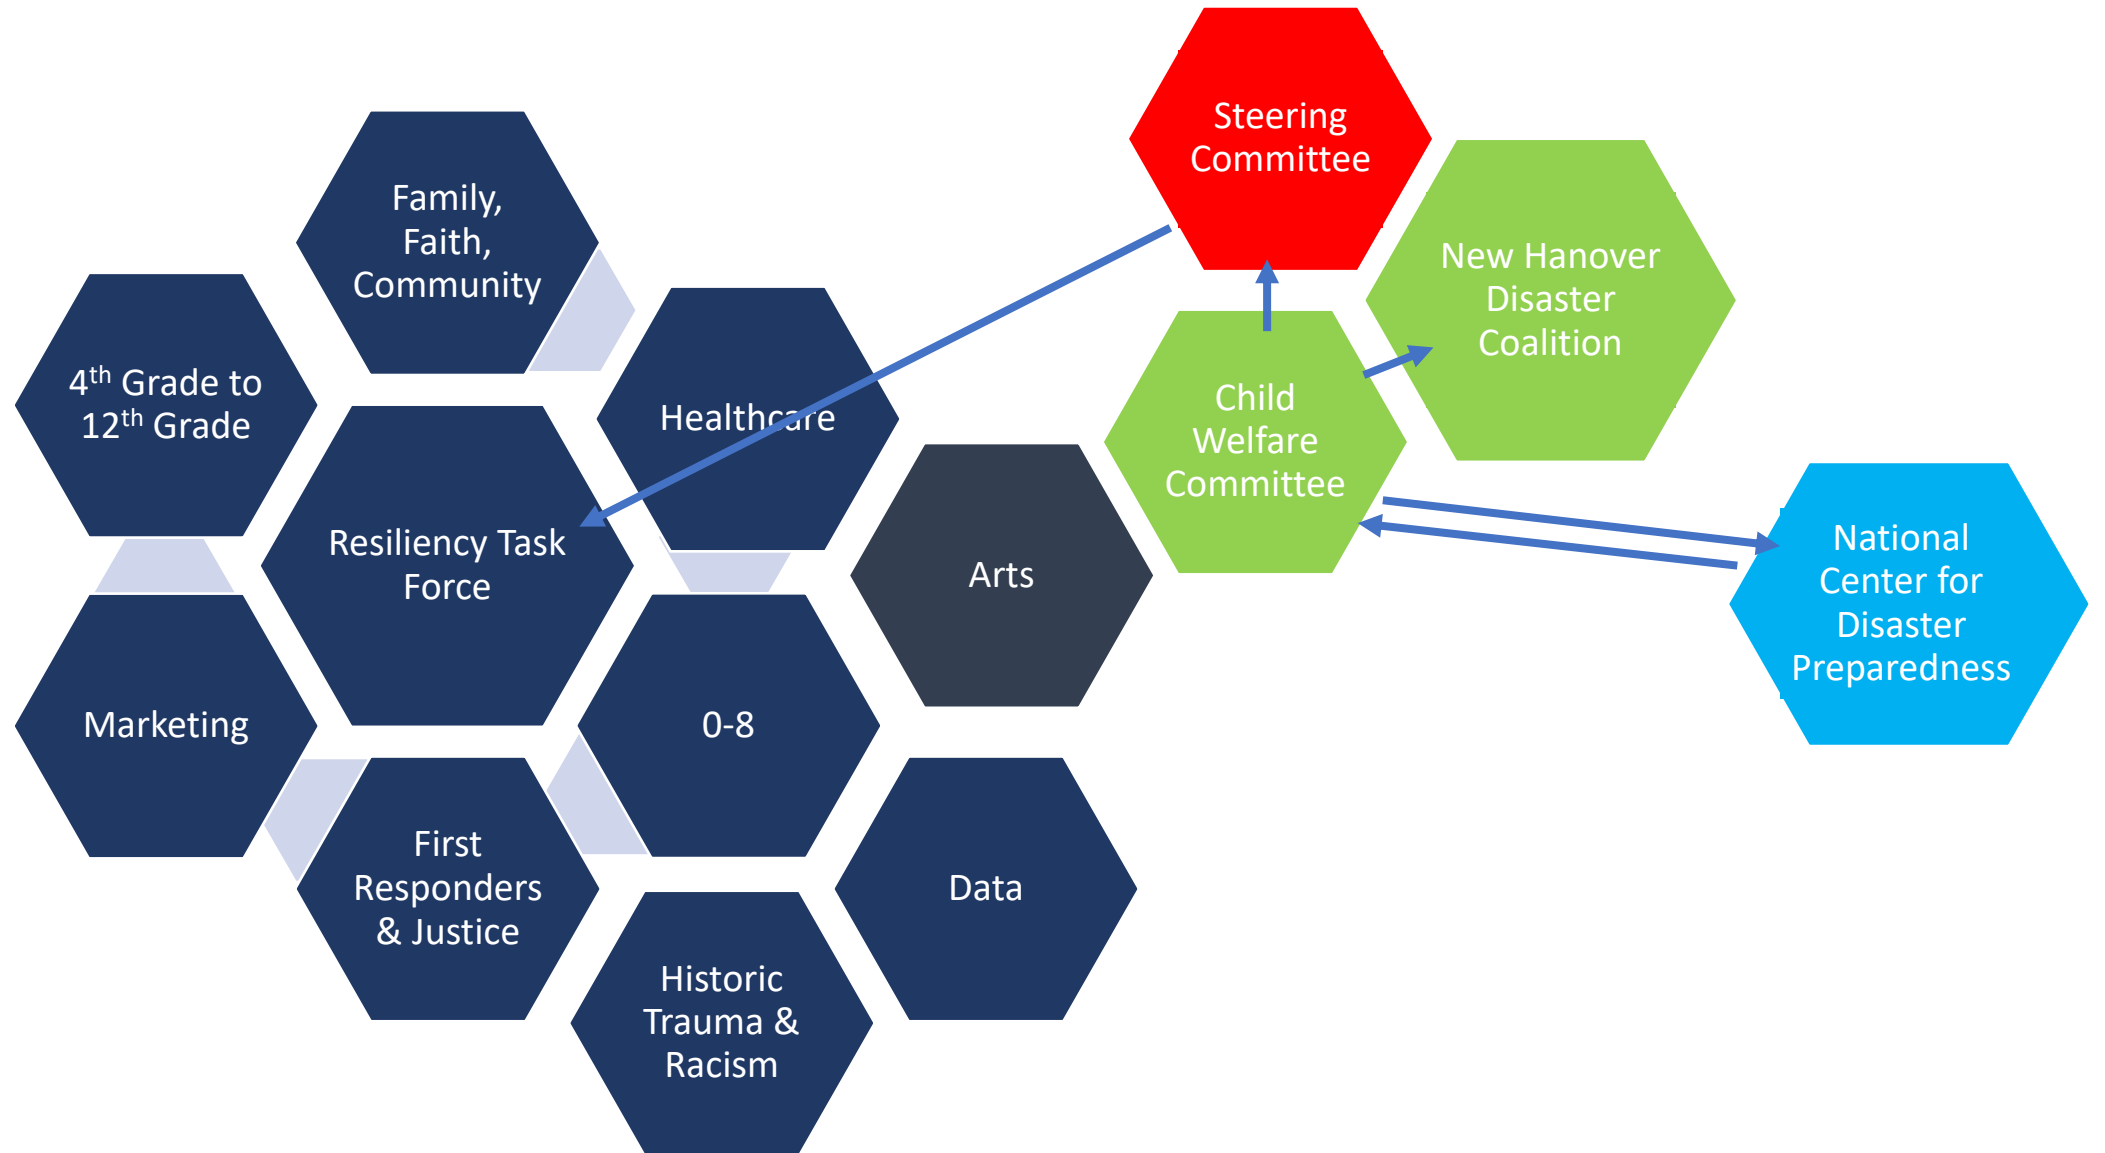 Steering
Committee
Family,
Faith,
Community
New Hanover
Disaster
Coalition
4th Grade to
12th Grade
Healthcare
Child
Welfare
Committee
Resiliency Task
Force
Arts
National
Center for
Disaster
Preparedness
Marketing
0-8
First
Responders
& Justice
Data
Historic
Trauma &
Racism